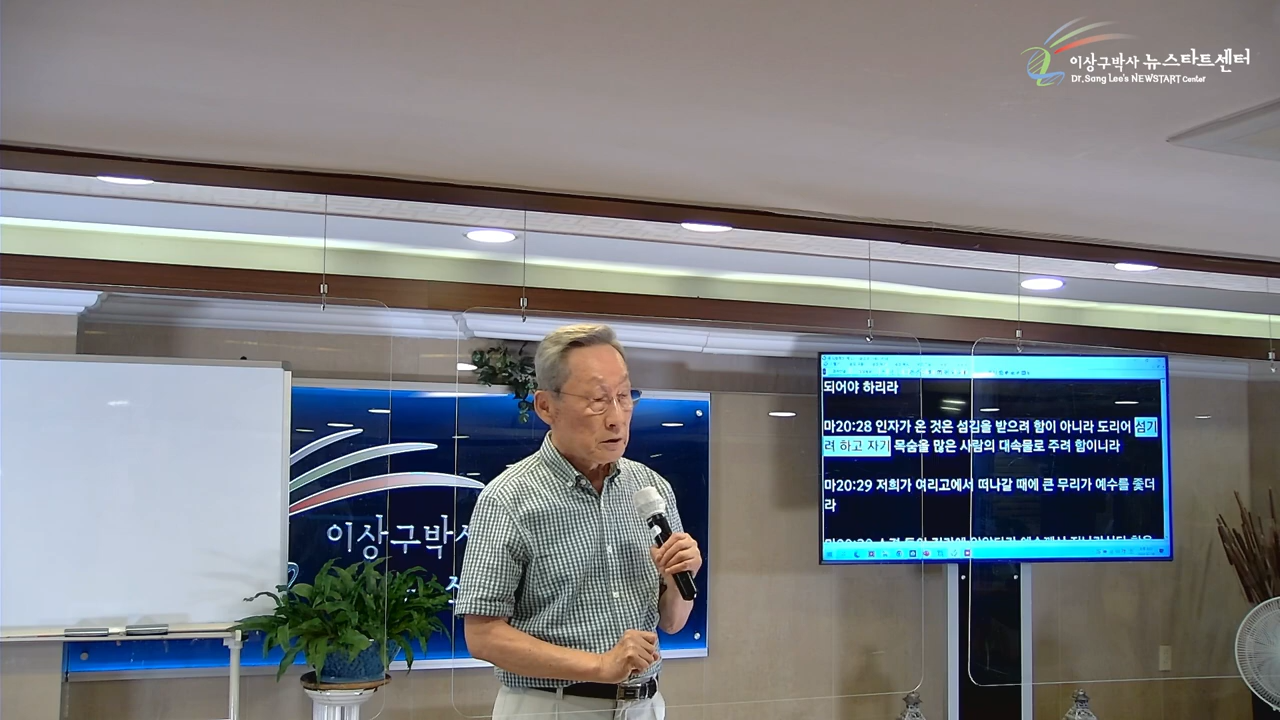 이상구박사 뉴스타트센터
Dr. Sang Lee's NEWSTART Center
이상구박사
되어야 하리라
마20:28 인자가 온 것은 섬김을 받으려 함이 아니라 도리어 섬기
려 하고 자기 목숨을 많은 사람의 대속물로 주려 함이니라
마20:29 저희가 여리고에서 떠나갈 때에 큰 무리가 예수를 좇더
라